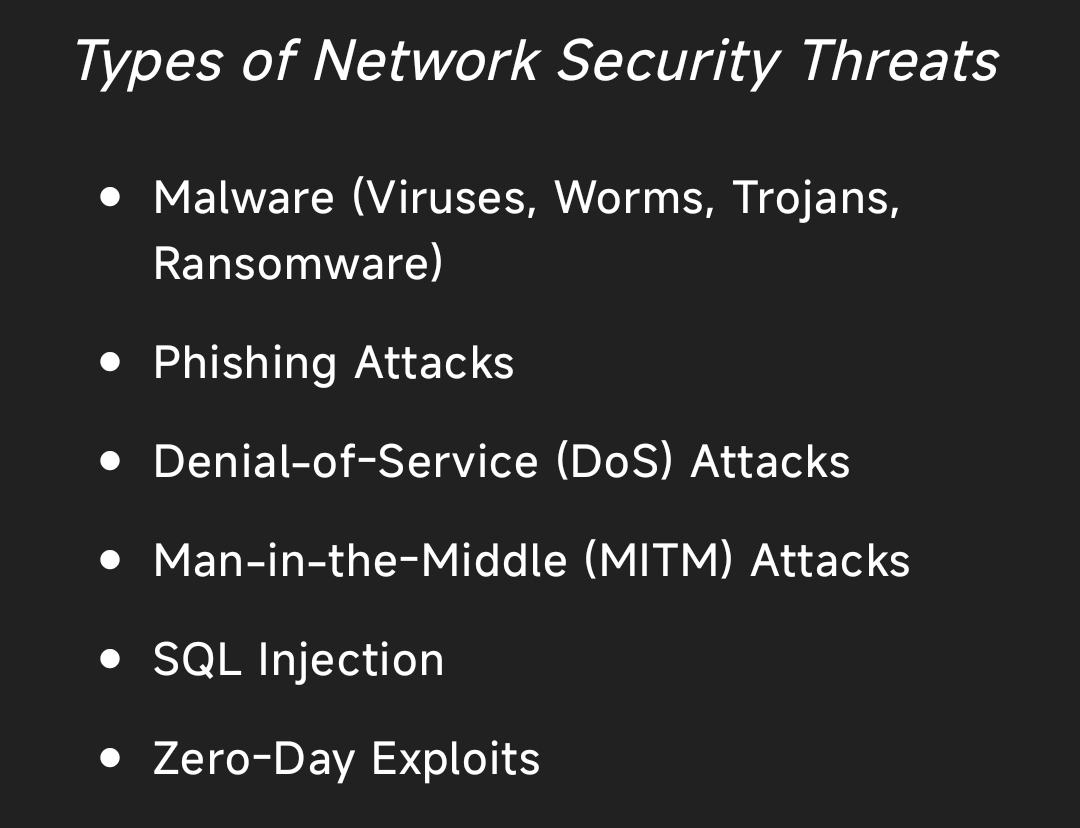 Types of Network Security Threats
• Malware (Viruses, Worms, Trojans,
Ransomware)
• Phishing Attacks
• Denial-of-Service (DoS) Attacks
• Man-in-the-Middle (MITM) Attacks
• SQL Injection
• Zero-Day Exploits